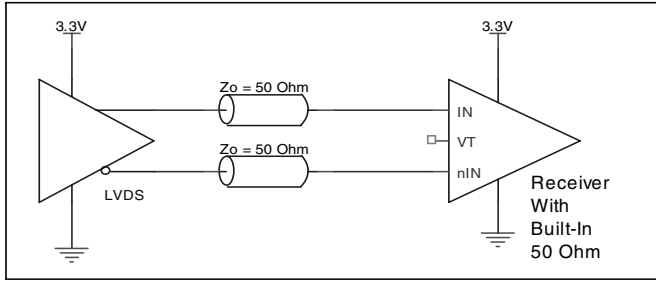 3.3V
3.3V
Zo = 50 Ohm
IN
VT
Zo = 50 Ohm
nIN
LVDS
Receiver
With
Built-In
50 Ohm